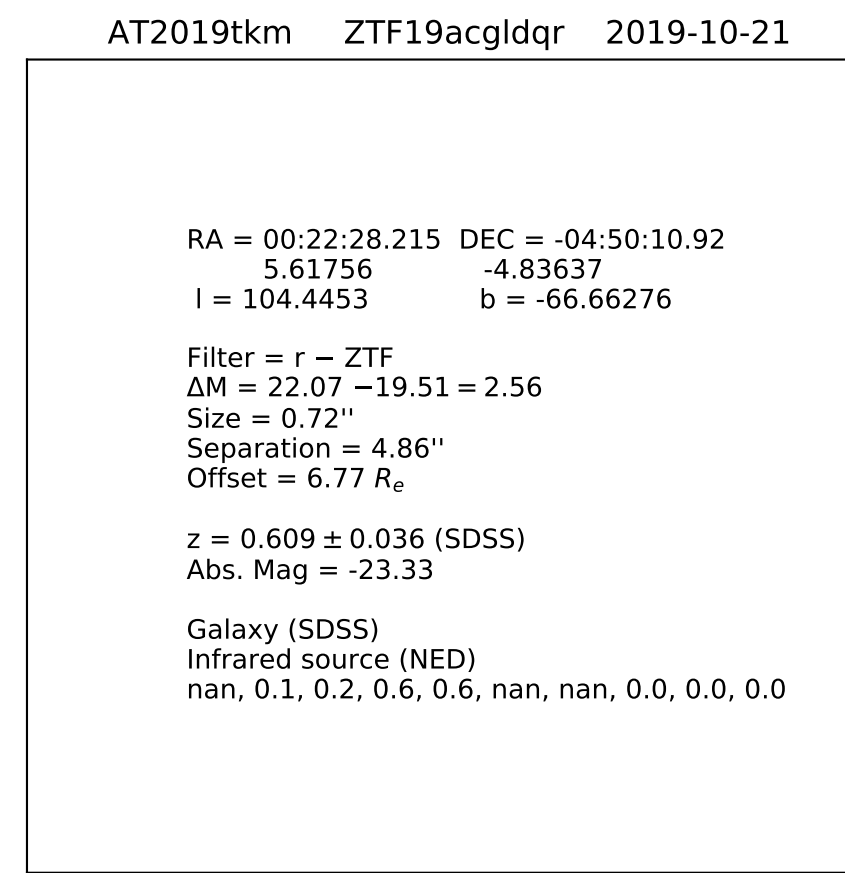 AT2019tkm ZTF19acgldqr 2019-10-21
RA = 00:22:28.215 DEC = -04:50:10.92
5.61756 -4.83637
l = 104.4453 b = -66.66276
Filter = r − ZTF
ΔM = 22.07 −19.51 = 2.56
Size = 0.72''
Separation = 4.86''
Offset = 6.77 Rₑ
z = 0.609 ± 0.036 (SDSS)
Abs. Mag = -23.33
Galaxy (SDSS)
Infrared source (NED)
nan, 0.1, 0.2, 0.6, 0.6, nan, nan, 0.0, 0.0, 0.0